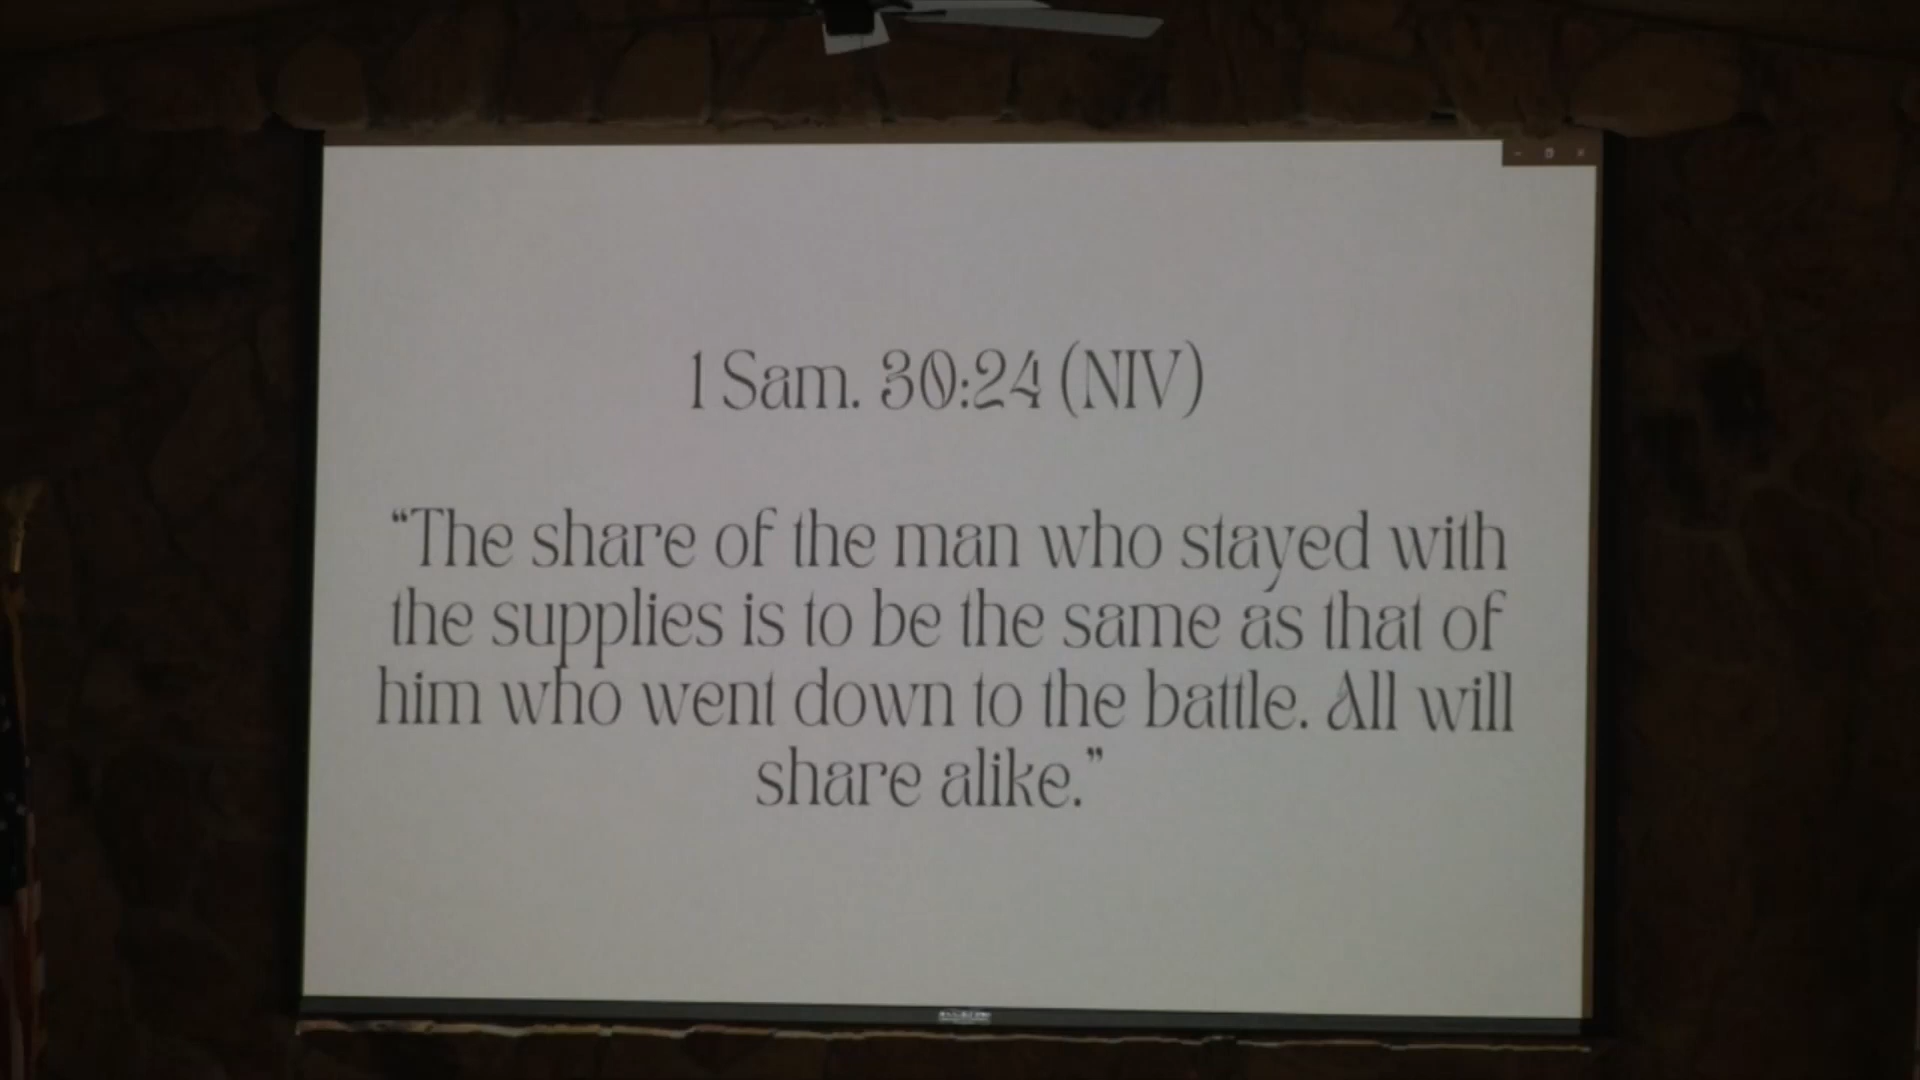 1 Sam. 30:24 (NIV)
“The share of the man who stayed with
the supplies is to be the same as that of
him who went down to the battle. All will
share alike.”